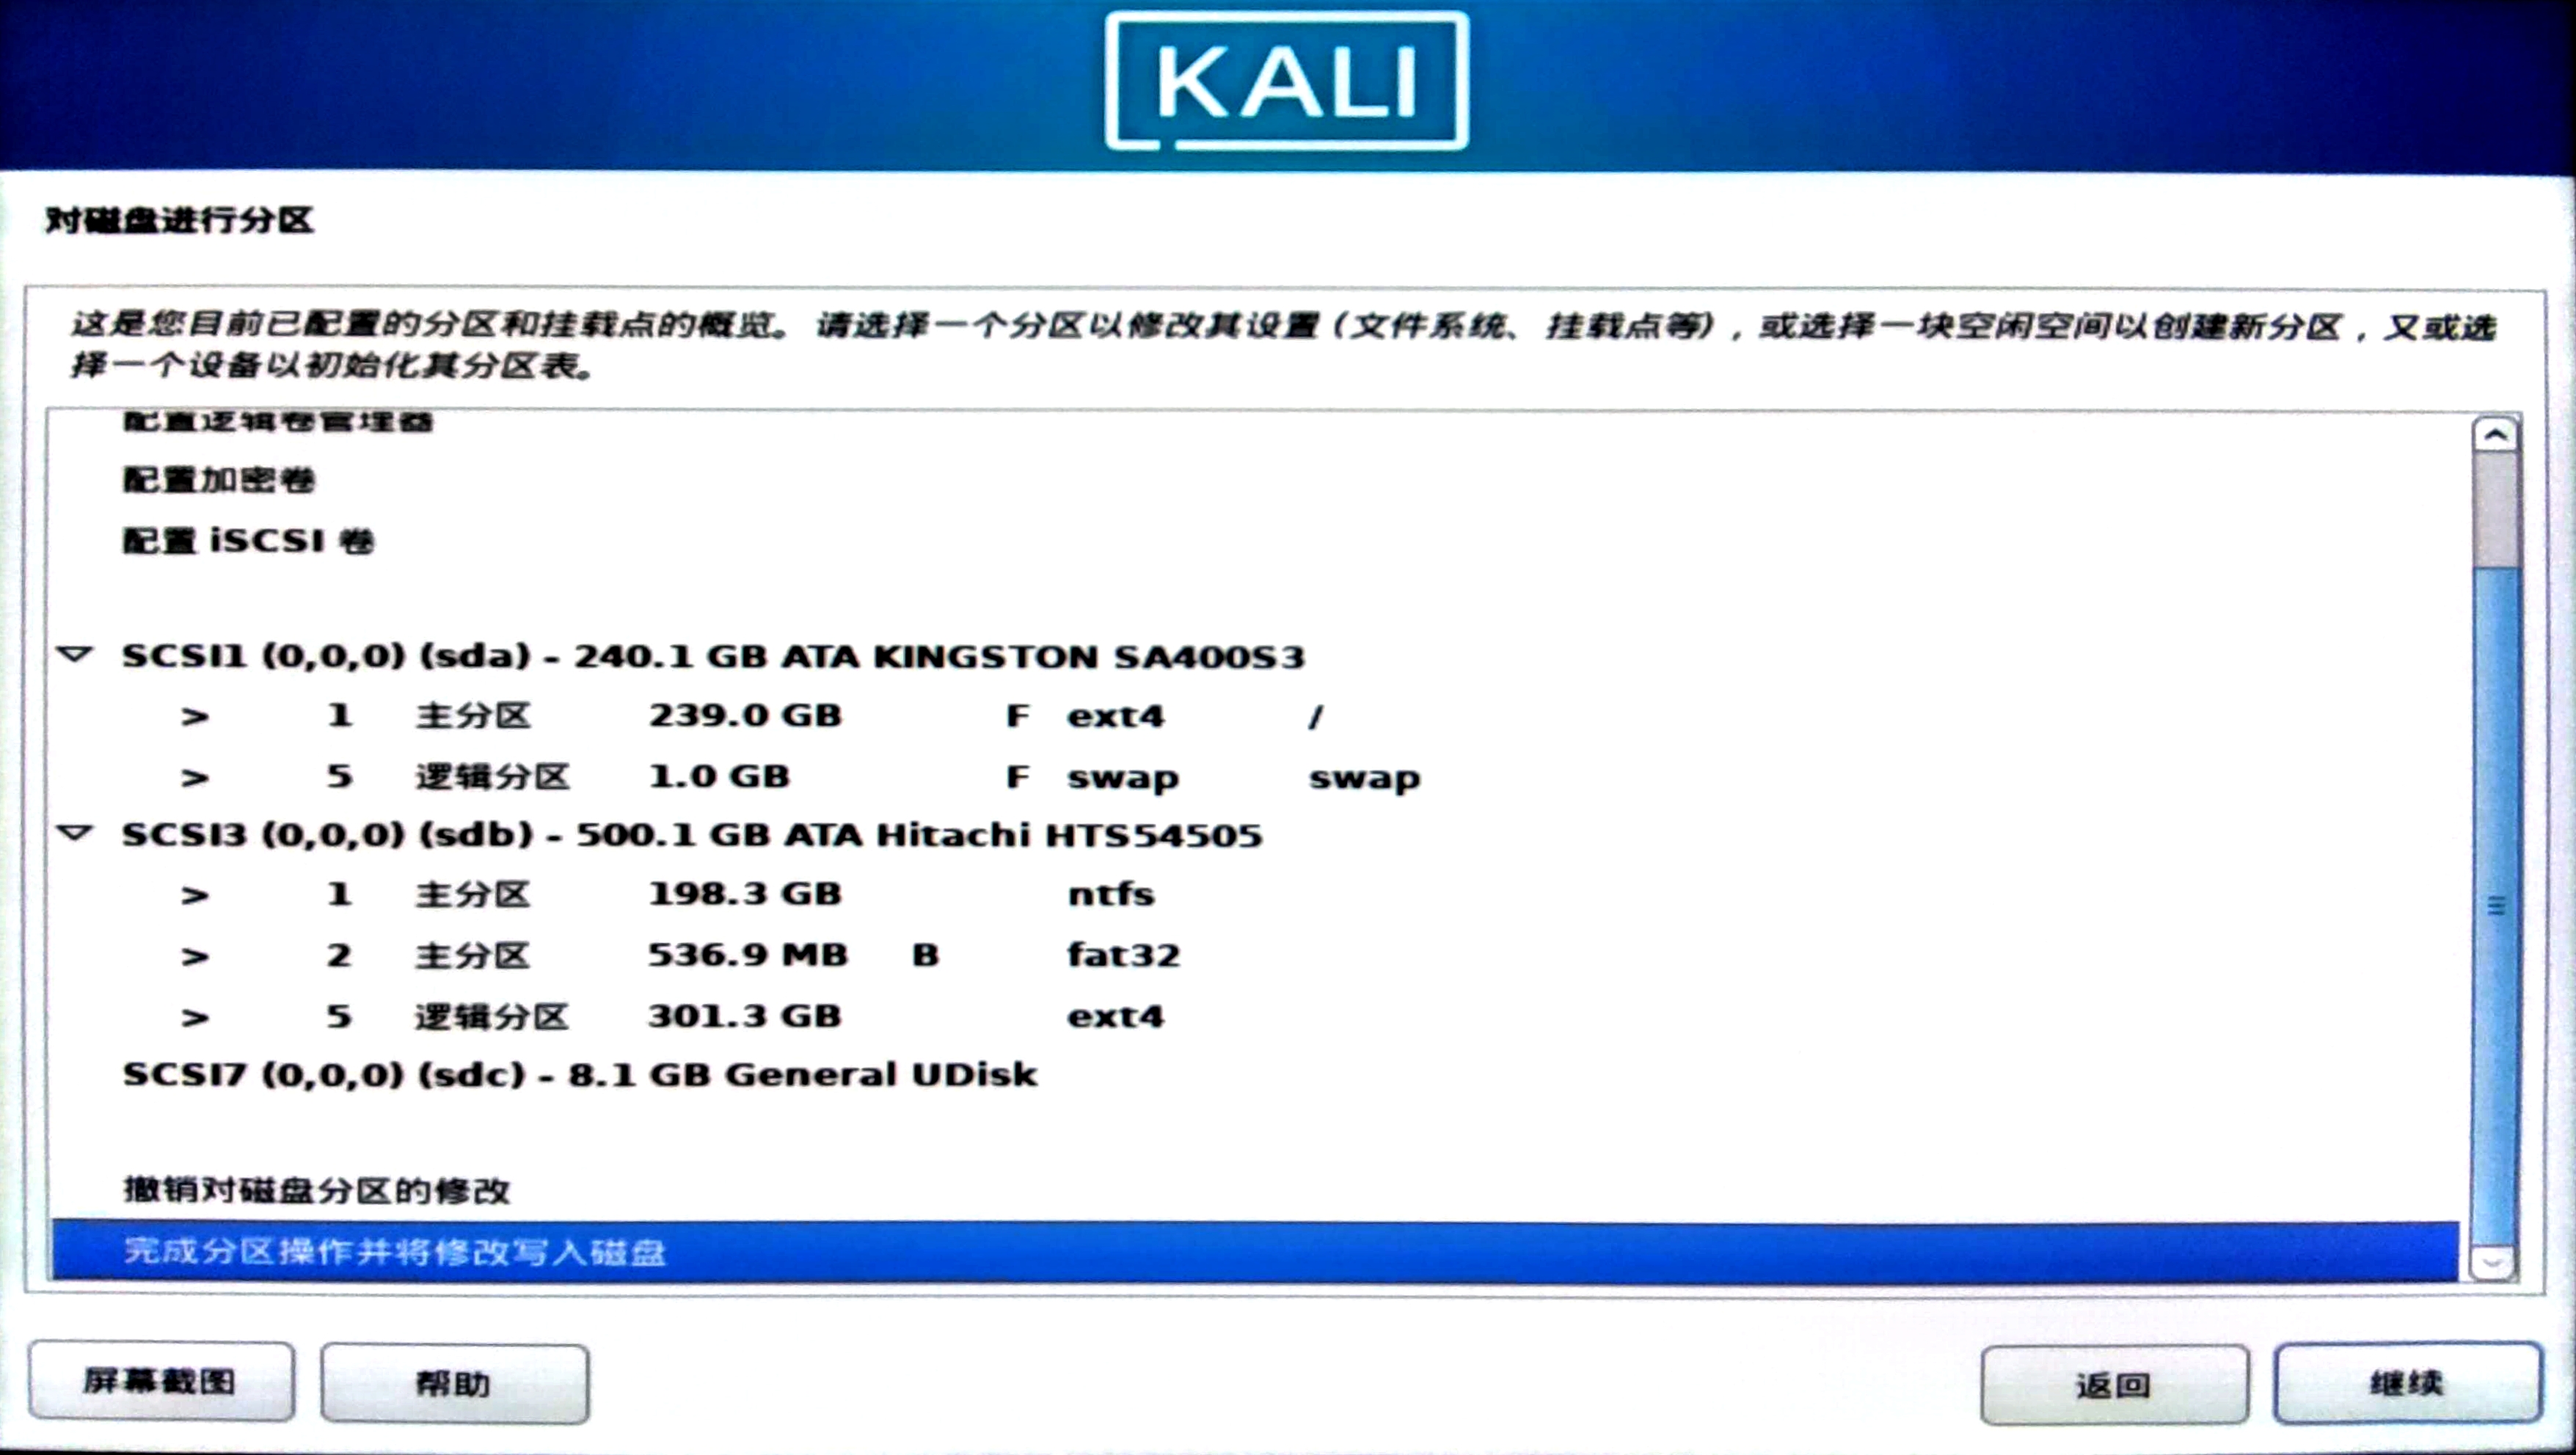 KALI
对磁盘进行分区
这是您目前已配置的分区和挂载点的概览。请选择一个分区以修改其设置（文件系统、挂载点等），或选择一块空闲空间以创建新分区，又或选
择一个设备以初始化其分区表。
配置逻辑卷管理器
配置加密卷
配置 iSCSI 卷
SCSI1 (0,0,0) (sda) - 240.1 GB ATA KINGSTON SA400S3
> 1 主分区 239.0 GB F ext4 /
> 5 逻辑分区 1.0 GB F swap swap
SCSI3 (0,0,0) (sdb) - 500.1 GB ATA Hitachi HTS54505
> 1 主分区 198.3 GB ntfs
> 2 主分区 536.9 MB B fat32
> 5 逻辑分区 301.3 GB ext4
SCSI7 (0,0,0) (sdc) - 8.1 GB General UDisk
撤销对磁盘分区的修改
完成分区操作并将修改写入磁盘
屏幕截图 帮助 返回 继续